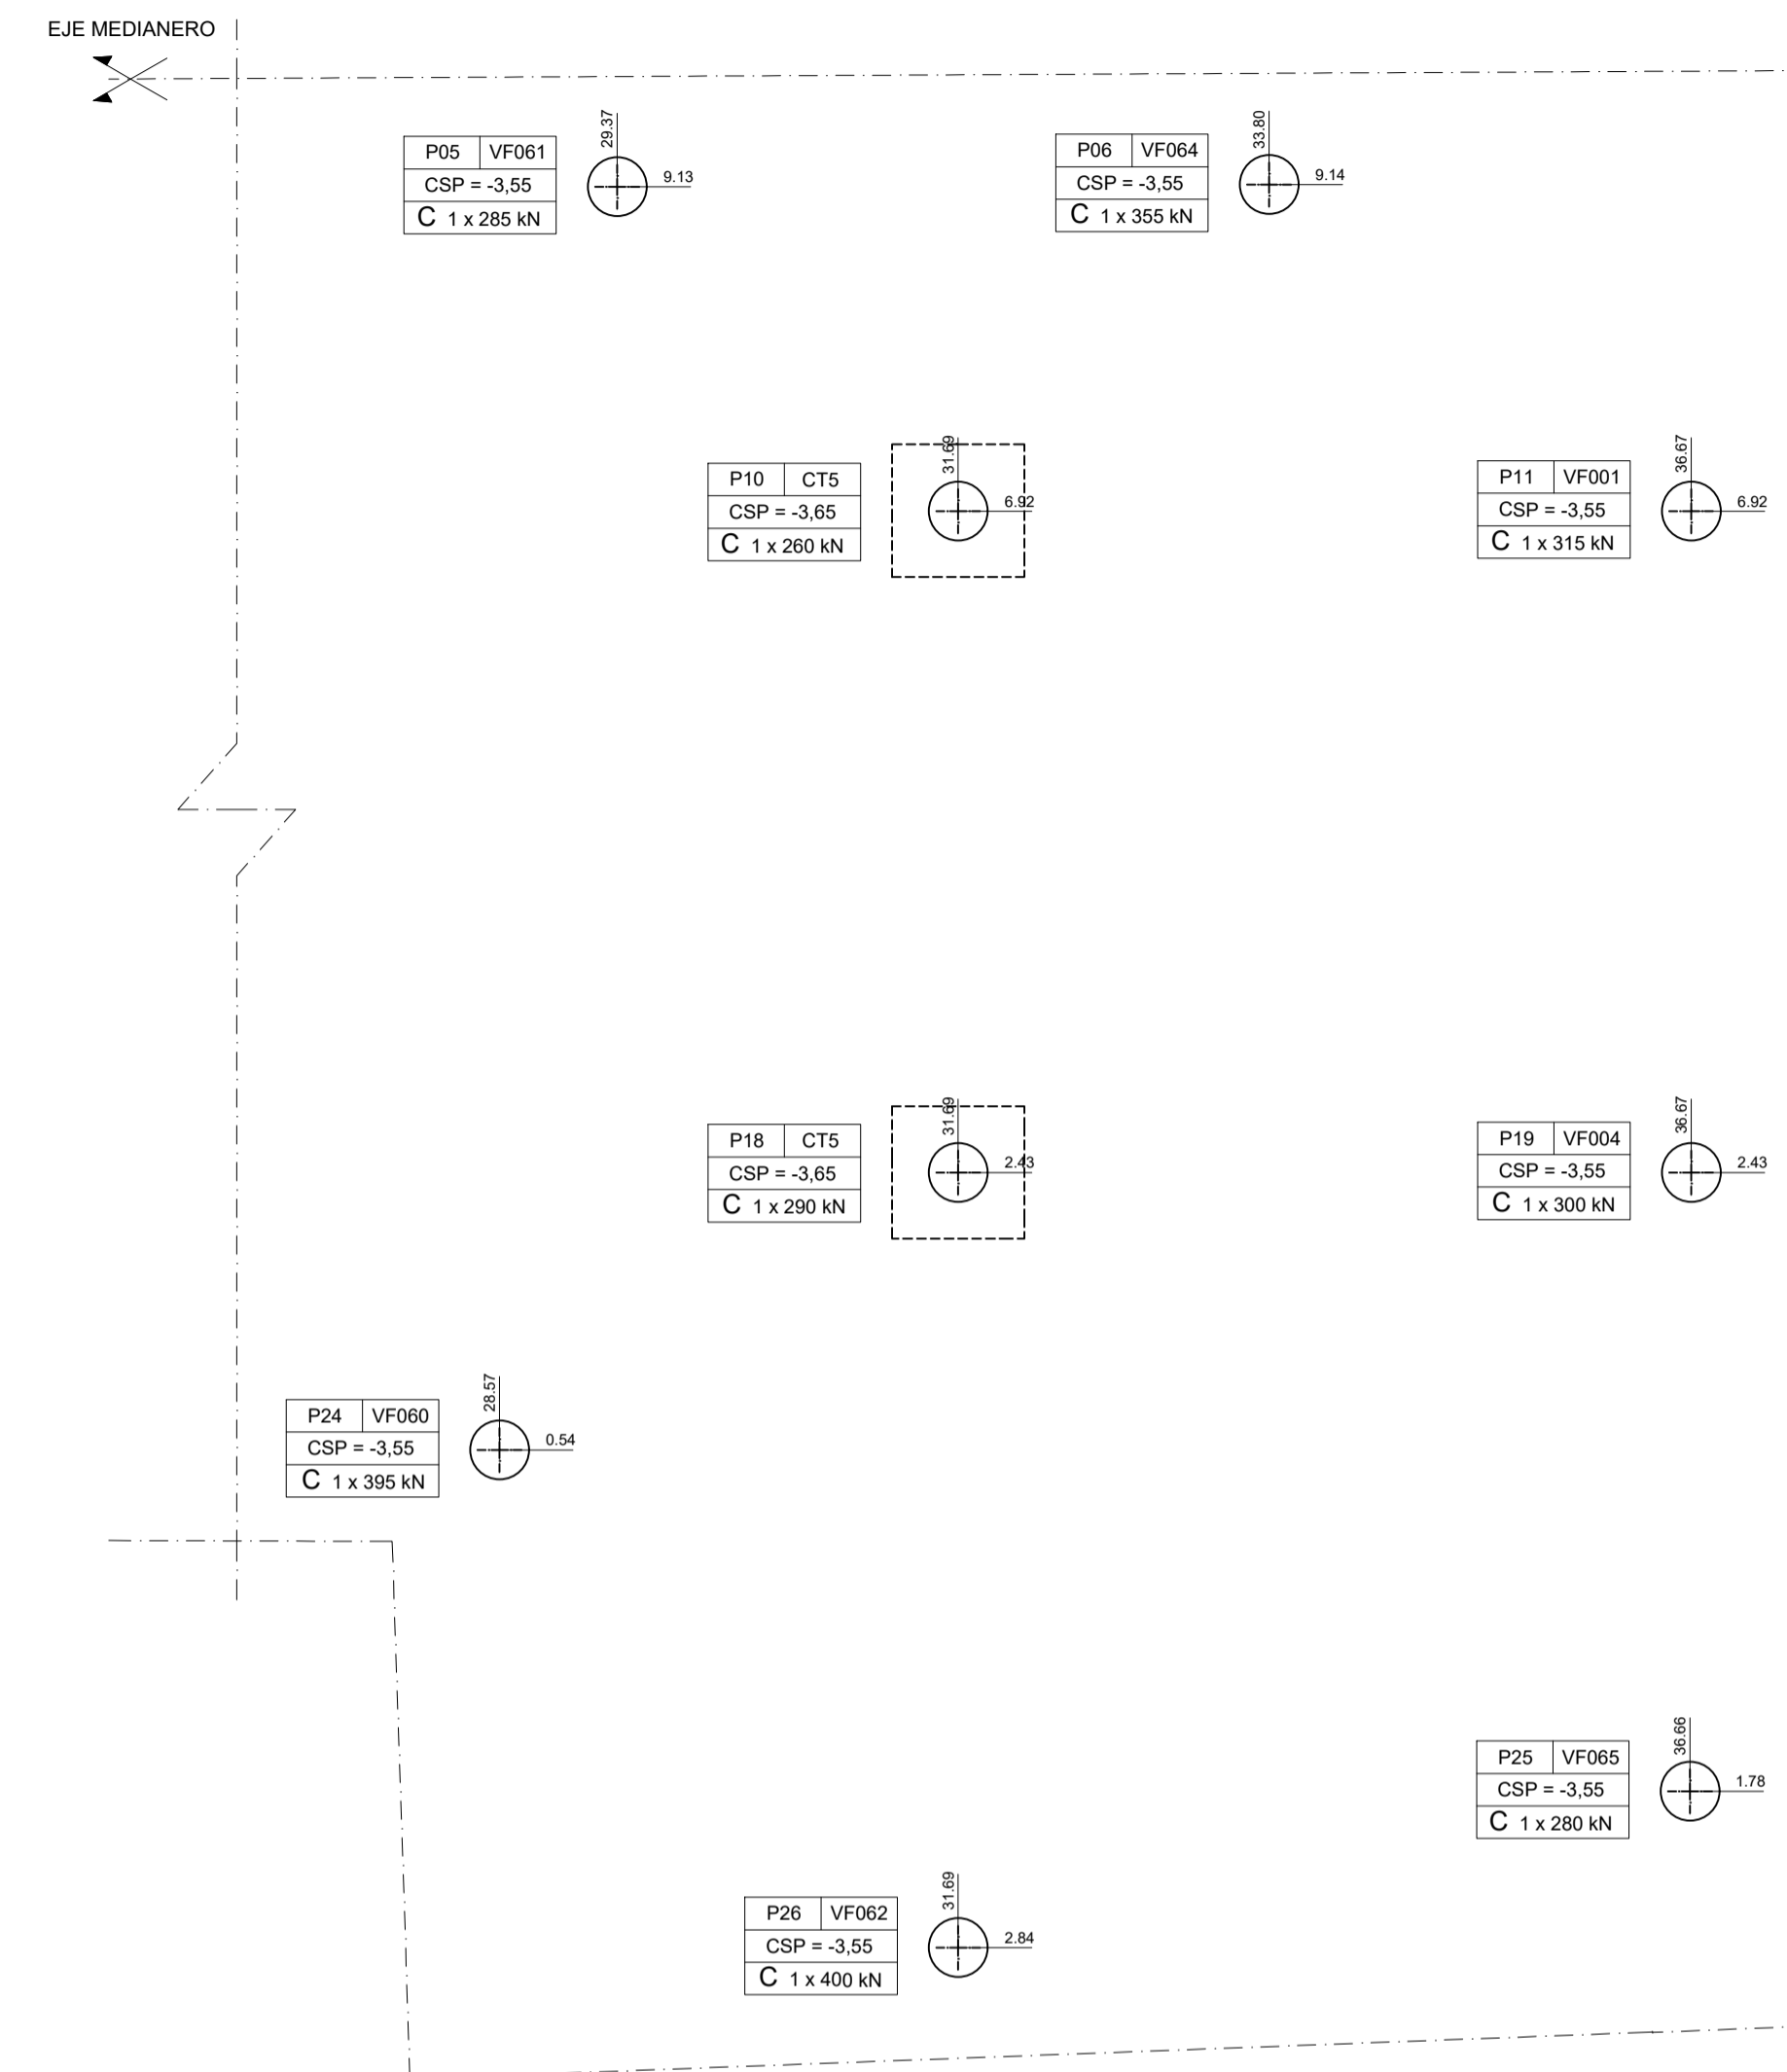 EJE MEDIANERO
P05 VF061
CSP = -3,55
C 1 x 285 kN
29.37
9.13
P06 VF064
CSP = -3,55
C 1 x 355 kN
33.80
9.14
P10 CT5
CSP = -3,65
C 1 x 260 kN
31.69
6.92
P11 VF001
CSP = -3,55
C 1 x 315 kN
36.67
6.92
P18 CT5
CSP = -3,65
C 1 x 290 kN
31.69
2.43
P19 VF004
CSP = -3,55
C 1 x 300 kN
36.67
2.43
P24 VF060
CSP = -3,55
C 1 x 395 kN
28.57
0.54
P25 VF065
CSP = -3,55
C 1 x 280 kN
36.66
1.78
P26 VF062
CSP = -3,55
C 1 x 400 kN
31.69
2.84